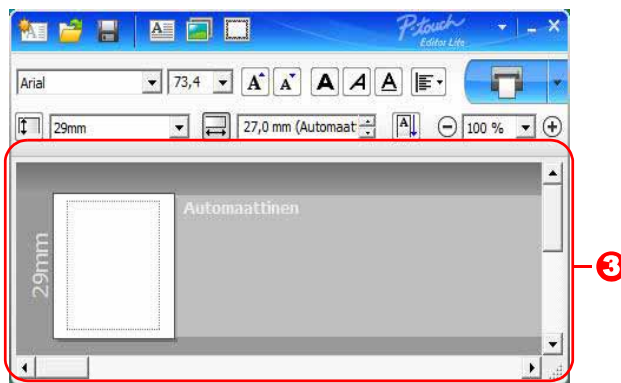 P-touch
Editor Lite
Arial 73,4 A A A A A
29mm 27,0 mm (Automaat A 100 %
Automaattinen
29mm
3